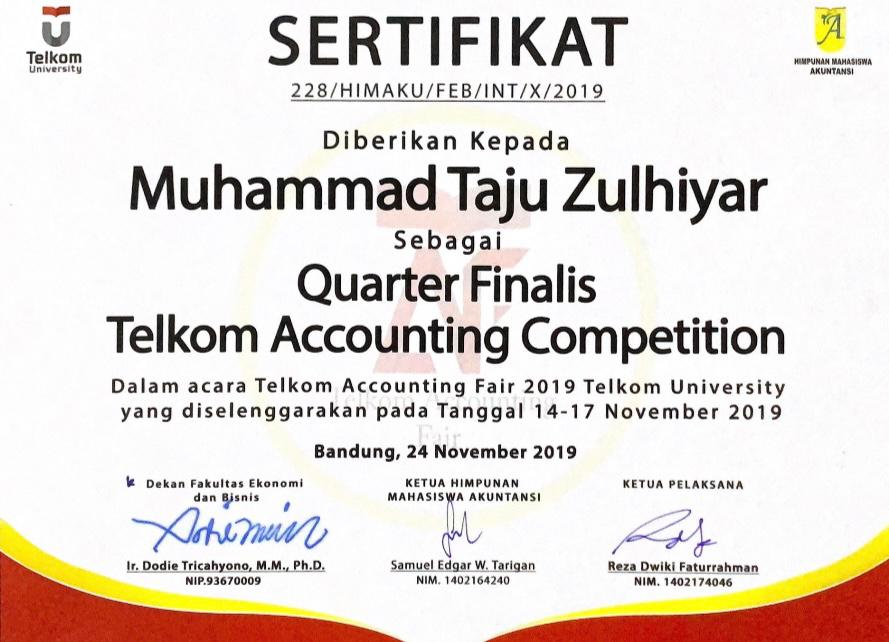 Telkom
University
SERTIFIKAT
HIMPUNAN MAHASISWA
AKUNTANSI
228/HIMAKU/FEB/INT/X/2019
Diberikan Kepada
Muhammad Taju Zulhiyar
Sebagai
Quarter Finalis
Telkom Accounting Competition
Dalam acara Telkom Accounting Fair 2019 Telkom University
Telkom Accounting
yang diselenggarakan pada Tanggal 14-17 November 2019
Fair
Bandung, 24 November 2019
Dekan Fakultas Ekonomi
dan Bisnis
KETUA HIMPUNAN
MAHASISWA AKUNTANSI
KETUA PELAKSANA
Ir. Dodie Tricahyono, M.M., Ph.D.
NIP.93670009
Samuel Edgar W. Tarigan
NIM. 1402164240
Reza Dwiki Faturrahman
NIM. 1402174046